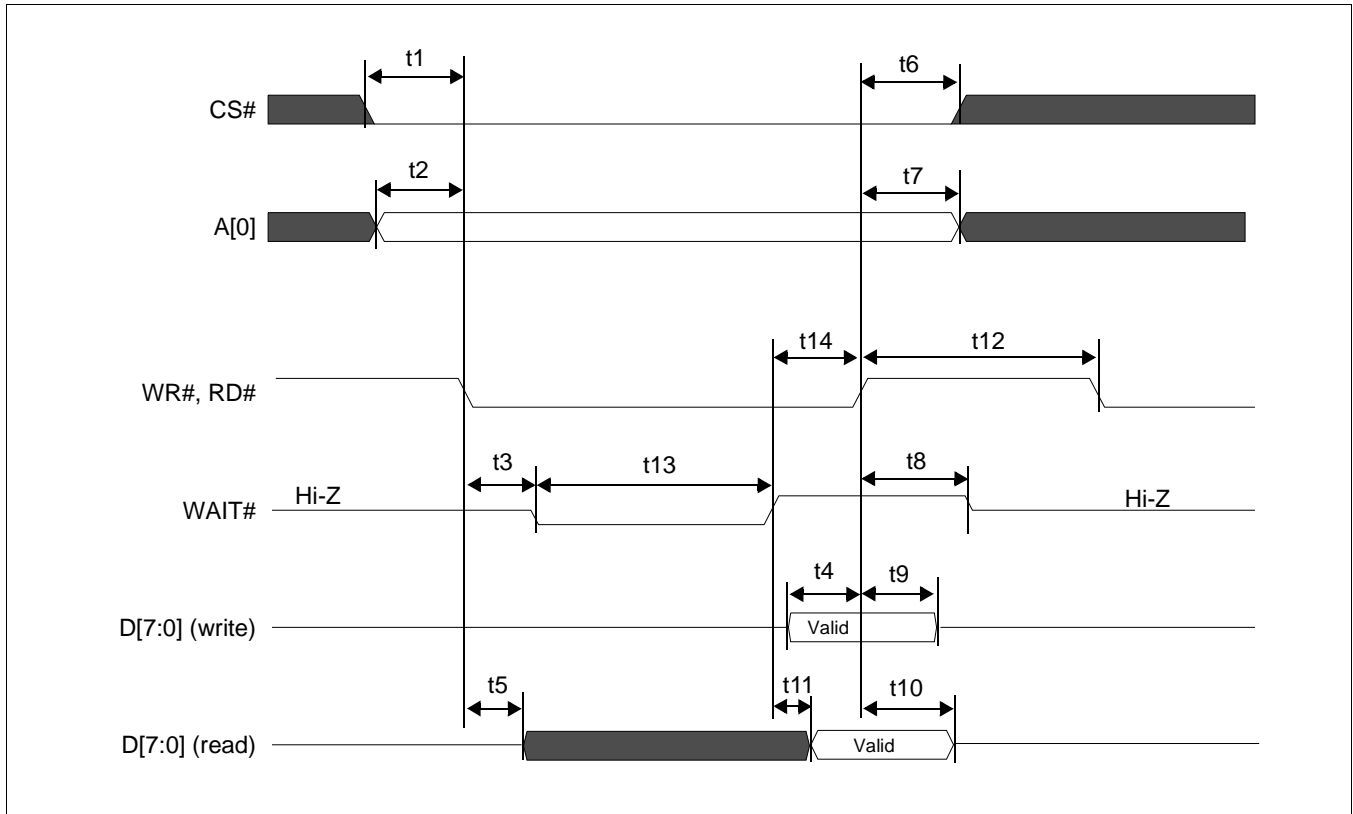 t1
t6
CS#
t2
t7
A[0]
t14
t12
WR#, RD#
t3
t13
t8
Hi-Z
Hi-Z
WAIT#
t4
t9
D[7:0] (write)
Valid
t5
t11
t10
D[7:0] (read)
Valid